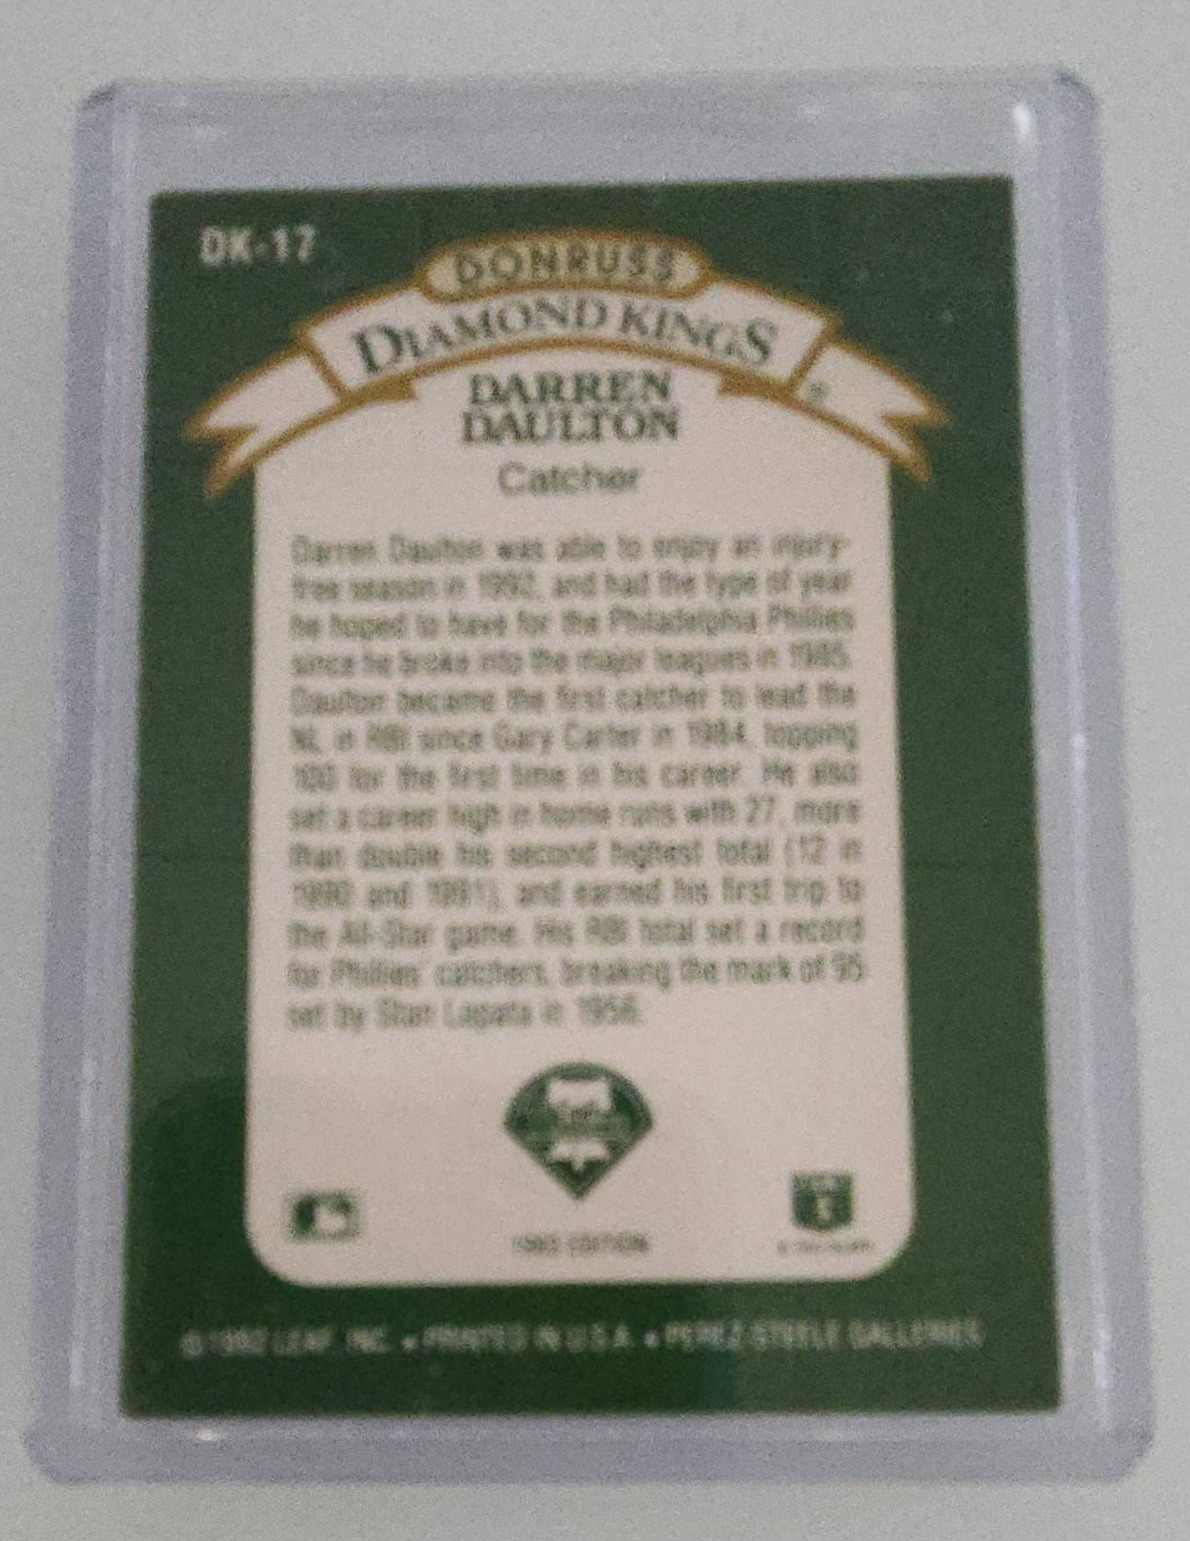 DK-17
DONRUSS
DIAMOND KINGS
DARREN
DAULTON
Catcher
Darren Daulton was able to enjoy an injury-
free season in 1992, and had the type of year
he hoped to have for the Philadelphia Phillies
since he broke into the major leagues in 1985.
Daulton became the first catcher to lead the
NL in RBI since Gary Carter in 1984, topping
100 for the first time in his career. He also
set a career high in home runs with 27, more
than double his second highest total (12 in
1990 and 1991), and earned his first trip to
the All-Star game. His RBI total set a record
for Phillies' catchers, breaking the mark of 95
set by Stan Lopata in 1956.
1993 EDITION
©1992 LEAF, INC. • PRINTED IN U.S.A. • PEREZ-STEELE GALLERIES